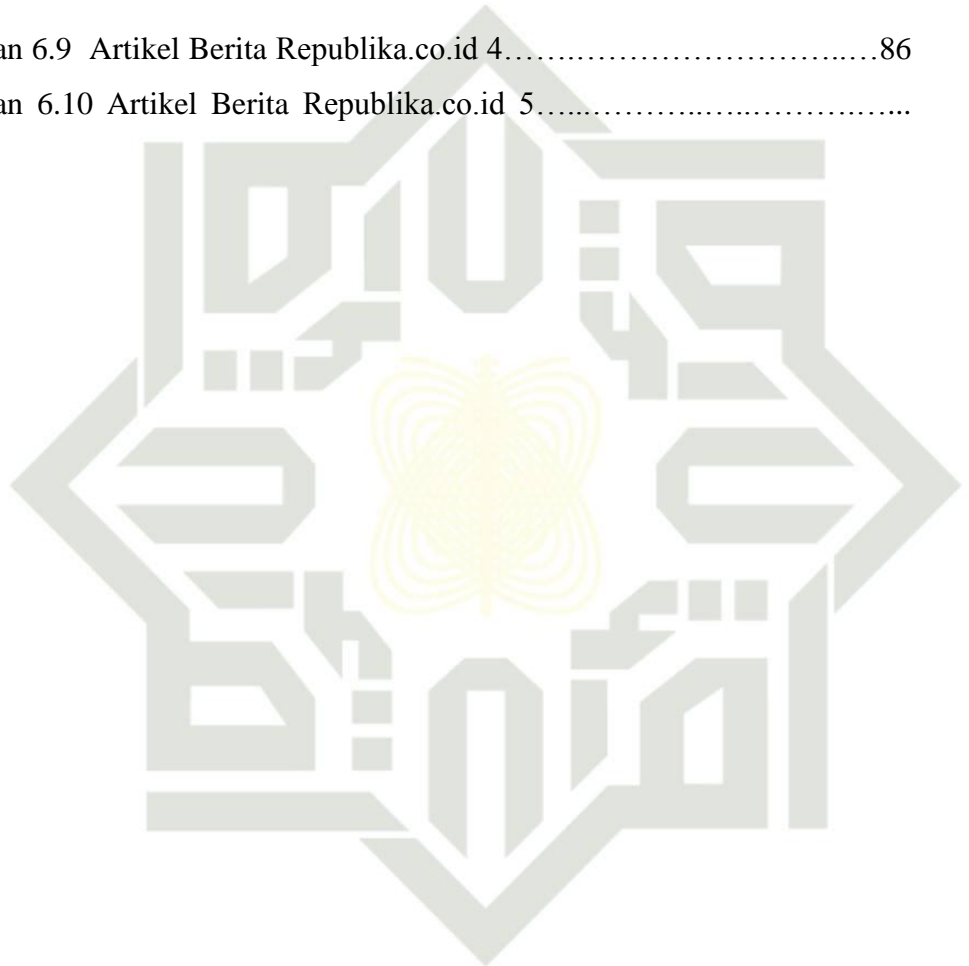 an 6.9 Artikel Berita Republika.co.id 4…….……………………..…86
an 6.10 Artikel Berita Republika.co.id 5…...………..…..……….…...